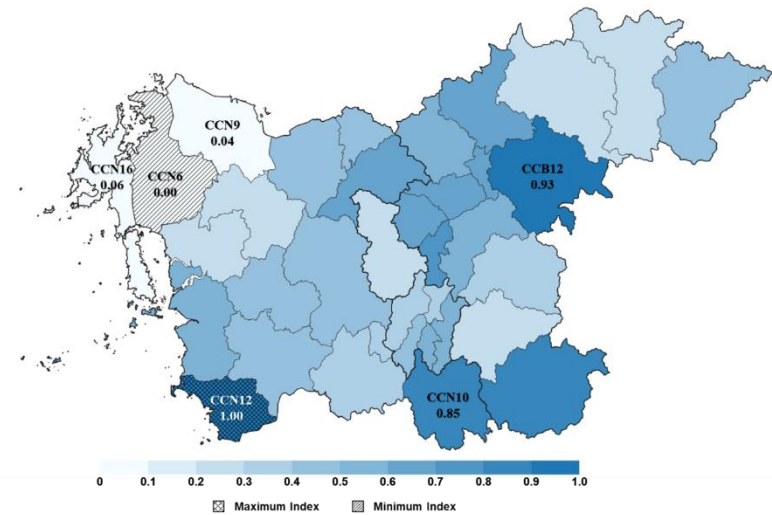 CCN9
0.04
CCN16
0.06
CCN6
0.00
CCB12
0.93
CCN12
1.00
CCN10
0.85
0 0.1 0.2 0.3 0.4 0.5 0.6 0.7 0.8 0.9 1.0
Maximum Index Minimum Index